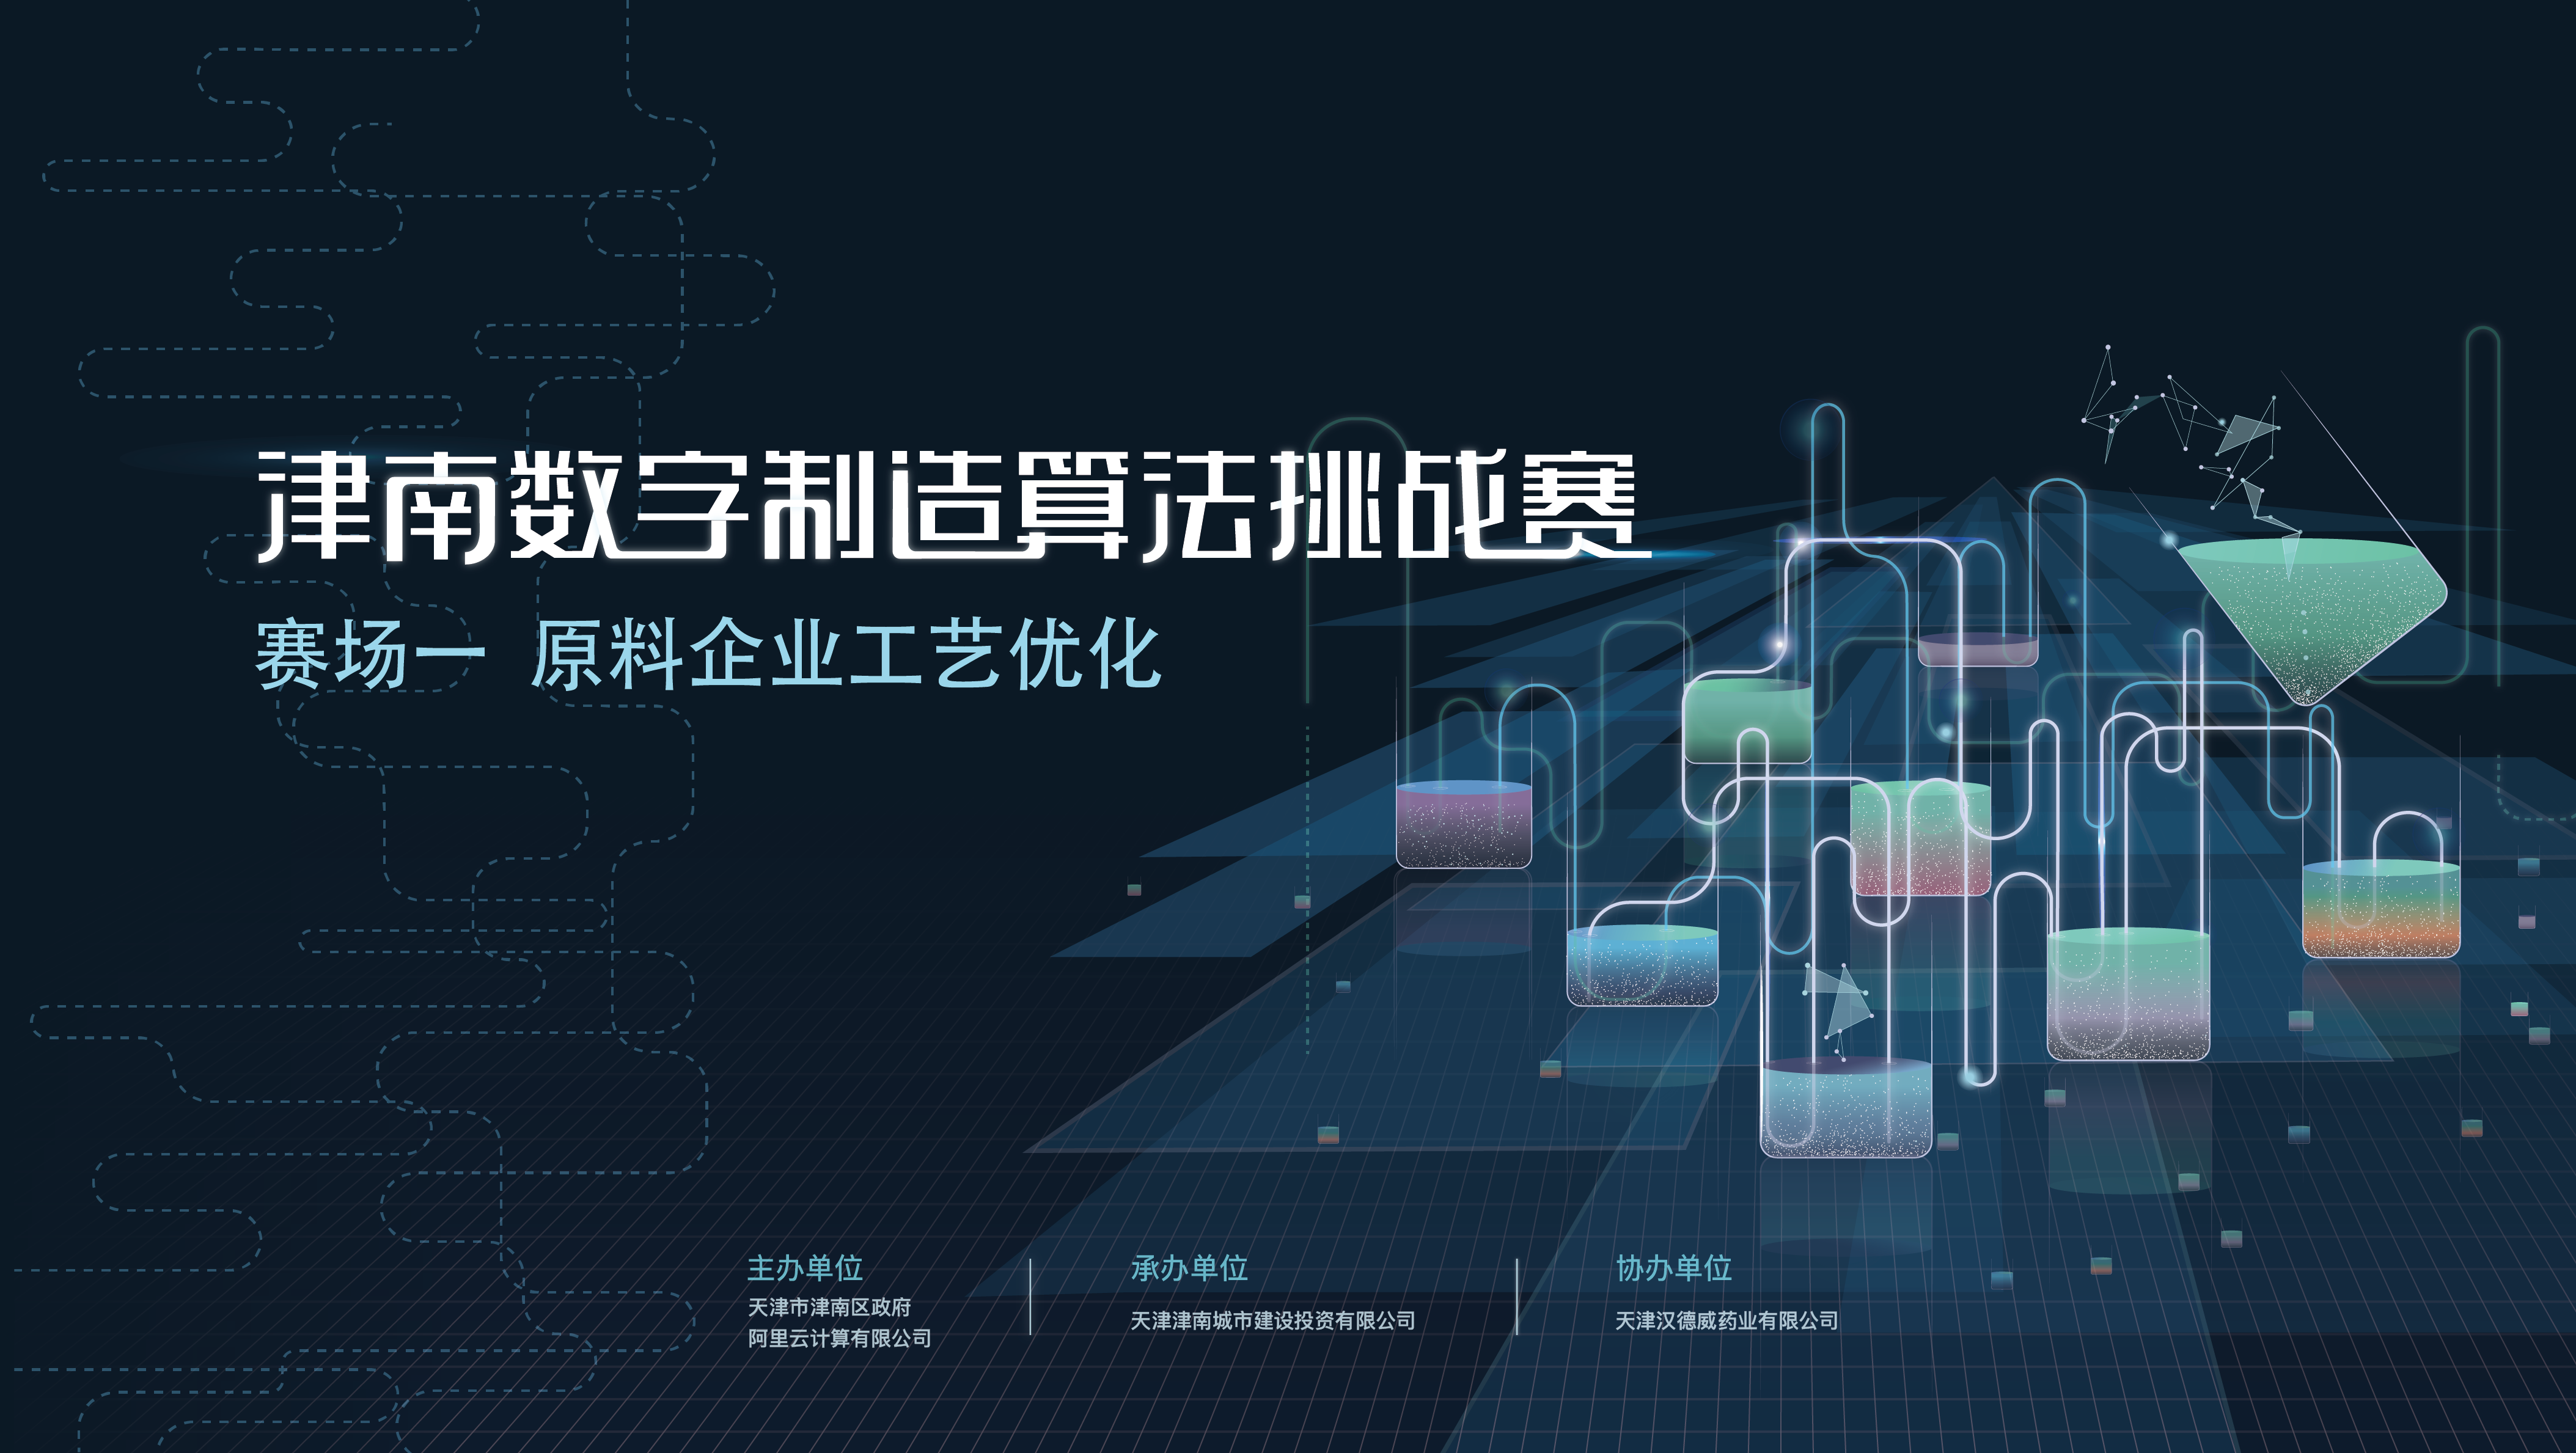 津南数字制造算法挑战赛
赛场一 原料企业工艺优化
主办单位
天津市津南区政府
阿里云计算有限公司
承办单位
天津津南城市建设投资有限公司
协办单位
天津汉德威药业有限公司